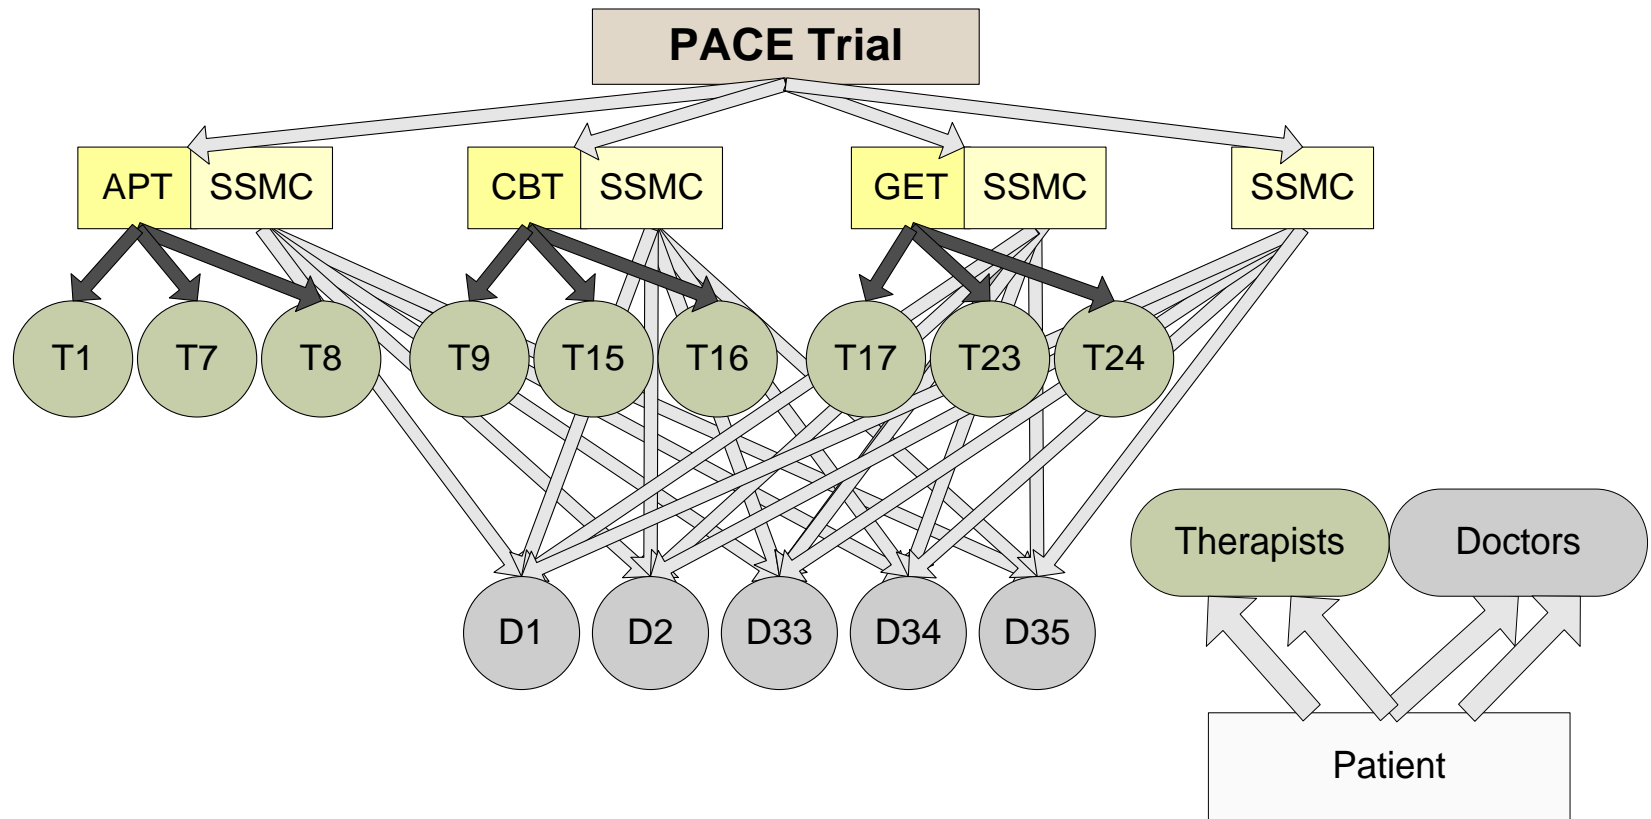 PACE Trial
APT SSMC CBT SSMC GET SSMC SSMC
T1 T7 T8 T9 T15 T16 T17 T23 T24
Therapists Doctors
D1 D2 D33 D34 D35
Patient